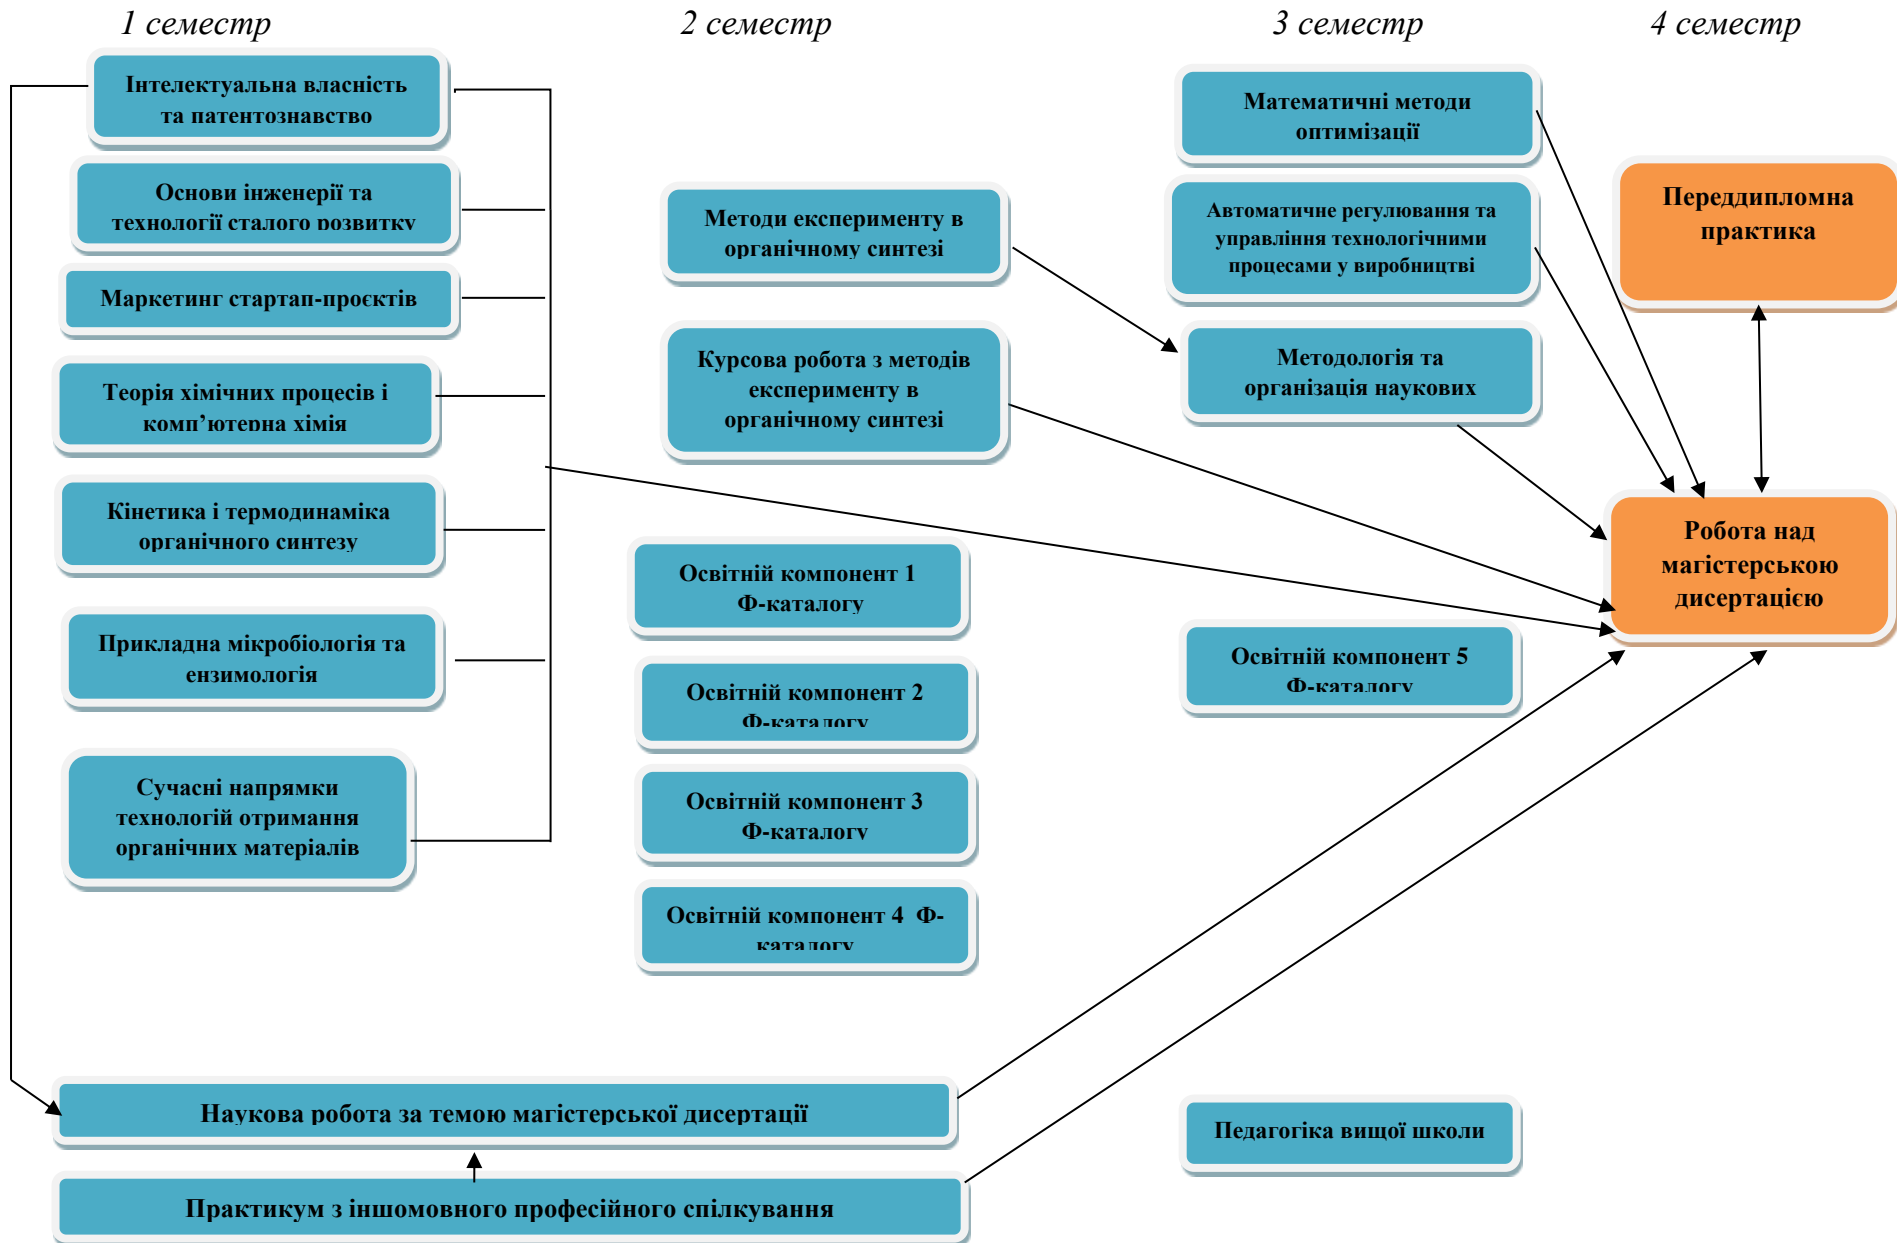 1 семестр
2 семестр
3 семестр
4 семестр
Інтелектуальна власність
та патентознавство
Основи інженерії та
технології сталого розвитку
Маркетинг стартап-проєктів
Теорія хімічних процесів і
комп’ютерна хімія
Кінетика і термодинаміка
органічного синтезу
Прикладна мікробіологія та
ензимологія
Сучасні напрямки
технологій отримання
органічних матеріалів
Методи експерименту в
органічному синтезі
Курсова робота з методів
експерименту в
органічному синтезі
Освітній компонент 1
Ф-каталогу
Освітній компонент 2
Ф-каталогу
Освітній компонент 3
Ф-каталогу
Освітній компонент 4 Ф-
каталогу
Математичні методи
оптимізації
Автоматичне регулювання та
управління технологічними
процесами у виробництві
Методологія та
організація наукових
Освітній компонент 5
Ф-каталогу
Переддипломна
практика
Робота над
магістерською
дисертацією
Наукова робота за темою магістерської дисертації
Педагогіка вищої школи
Практикум з іншомовного професійного спілкування